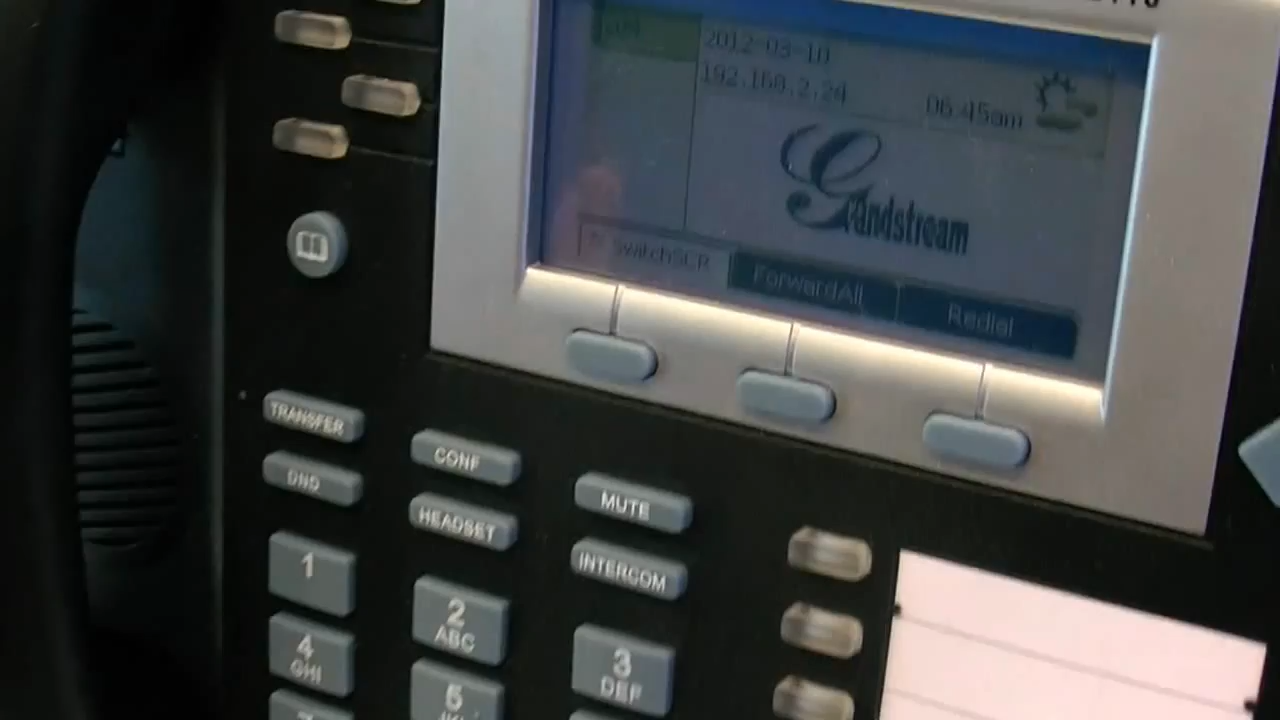 2012-03-10
192.168.2.24
06:45am
Grandstream
SwitchSCR
ForwardAll
Redial
TRANSFER
CONF
MUTE
DND
HEADSET
INTERCOM
1
2
ABC
3
DEF
4
GHI
5